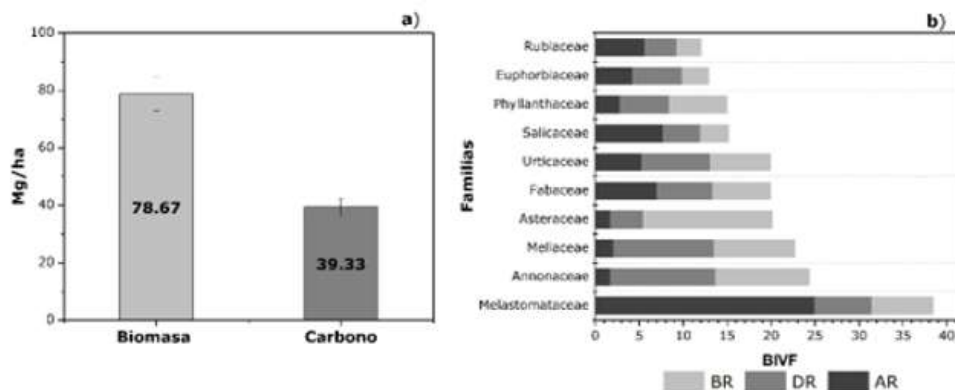 a)
100
80
60
40
20
0
Mg/ha
78.67
39.33
Biomasa Carbono
b)
Familias
Rubiaceae
Euphorbiaceae
Phyllanthaceae
Salicaceae
Urticaceae
Fabaceae
Asteraceae
Meliaceae
Annonaceae
Melastomataceae
0 5 10 15 20 25 30 35 40
BIVF
BR DR AR